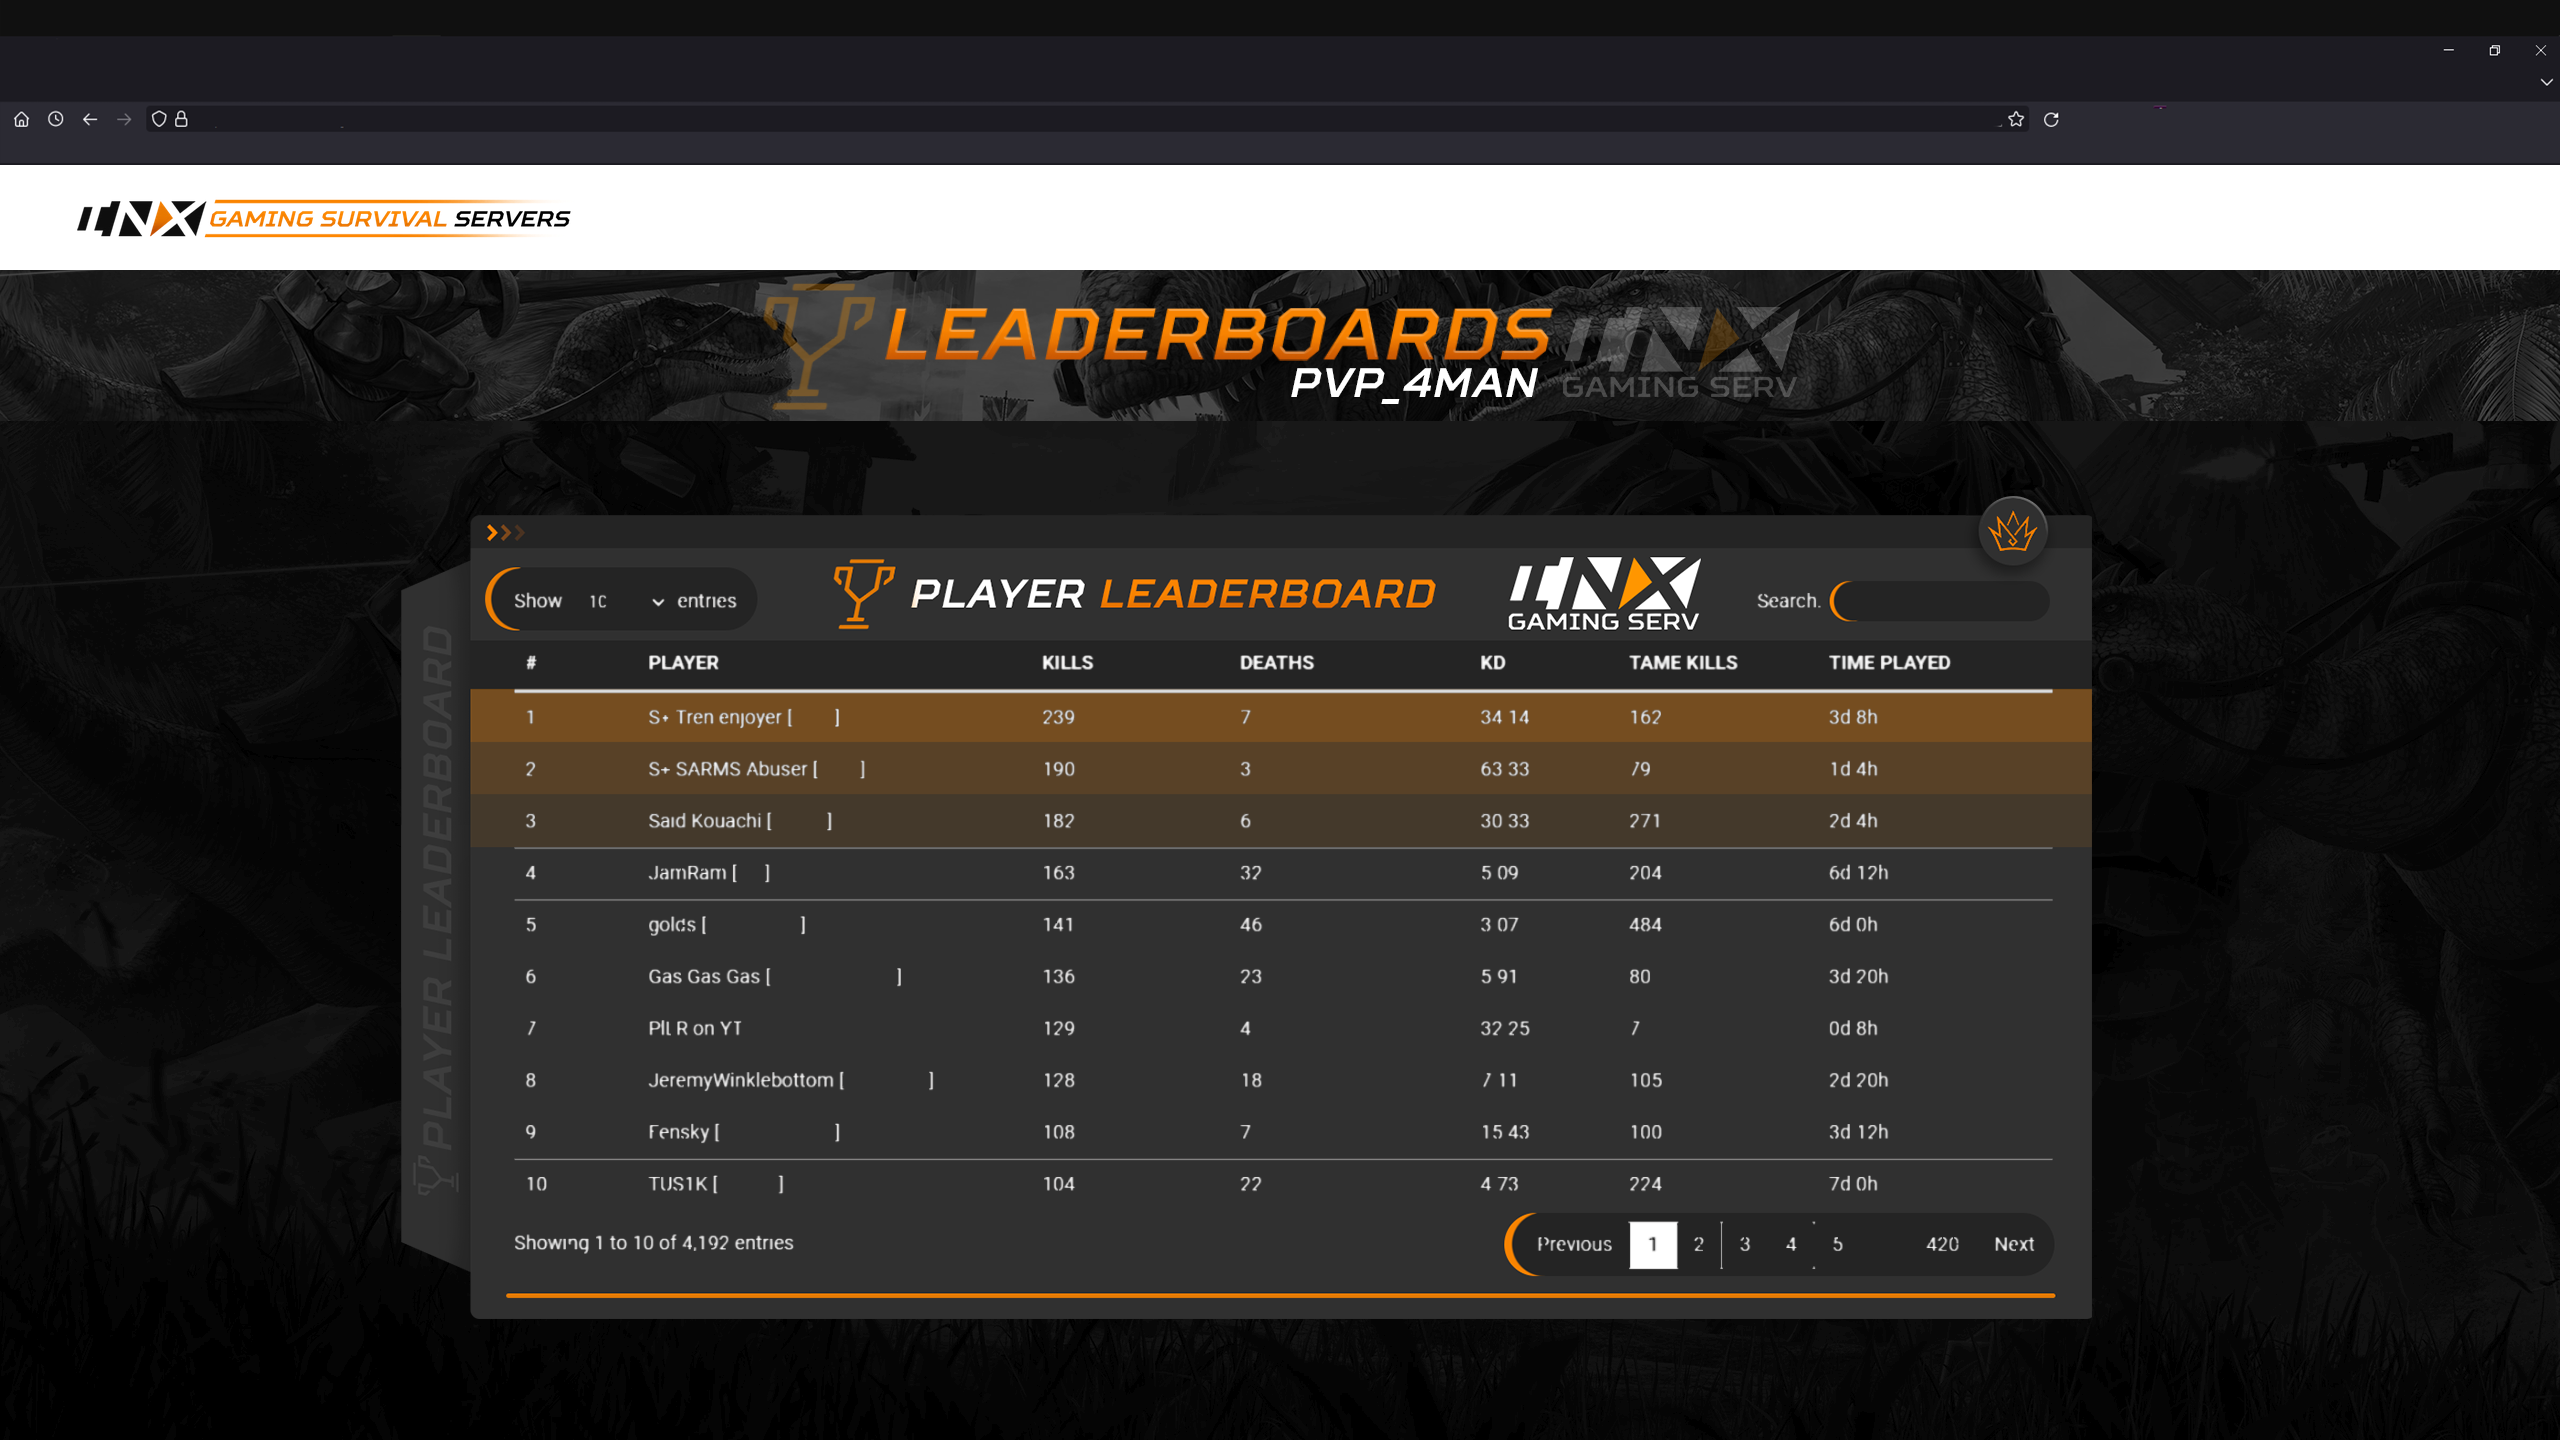 GAMING SURVIVAL SERVERS
LEADERBOARDS
PVP_4MAN
GAMING SERV
PLAYER LEADERBOARD
Show 10 entries
PLAYER LEADERBOARD
GAMING SERV
Search.
# PLAYER KILLS DEATHS KD TAME KILLS TIME PLAYED
1 S+ Tren enjoyer [ ] 239 7 34 14 162 3d 8h
2 S+ SARMS Abuser [ ] 190 3 63 33 79 1d 4h
3 Said Kouachi [ ] 182 6 30 33 271 2d 4h
4 JamRam [ ] 163 32 5 09 204 6d 12h
5 golds [ ] 141 46 3 07 484 6d 0h
6 Gas Gas Gas [ ] 136 23 5 91 80 3d 20h
7 R on YT 129 4 32 25 7 0d 8h
8 JeremyWinklebottom [ ] 128 18 7 11 105 2d 20h
9 Fensky [ ] 108 7 15 43 100 3d 12h
10 TUS1K [ ] 104 22 4 73 224 7d 0h
Showing 1 to 10 of 4,192 entries
Previous 1 2 3 4 5 420 Next